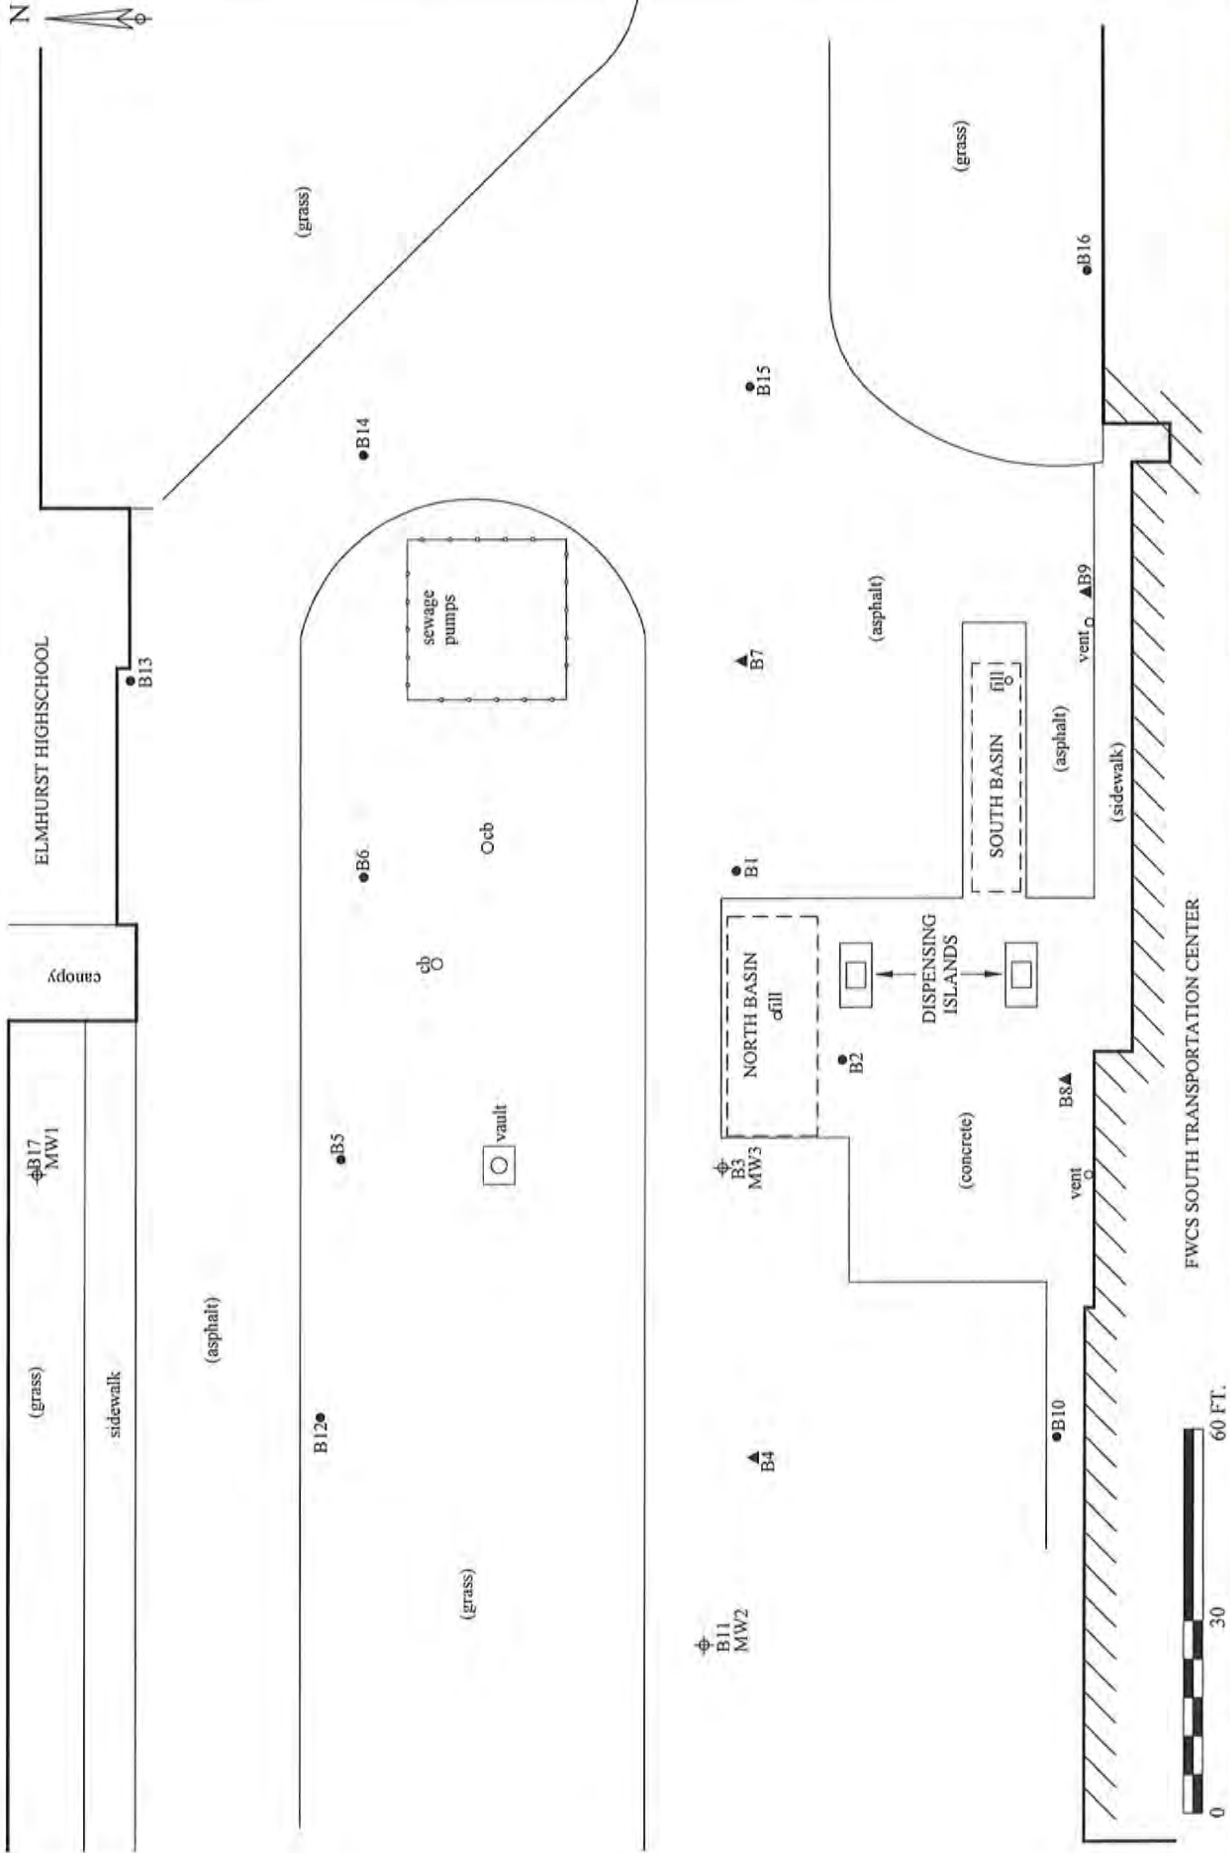 N
ELMHURST HIGHSCHOOL
canopy
B17
MW1
(grass)
sidewalk
B13
(grass)
(asphalt)
B12
B5
B6
B14
cb
cb
sewage
pumps
vault
(grass)
B11
MW2
B4
B3
MW3
B1
B7
B15
NORTH BASIN
fill
B2
DISPENSING
ISLANDS
(asphalt)
(grass)
(concrete)
SOUTH BASIN
fill
(asphalt)
B10
vent
B8
vent
B9
B16
(sidewalk)
FWCS SOUTH TRANSPORTATION CENTER
0
30
60 FT.